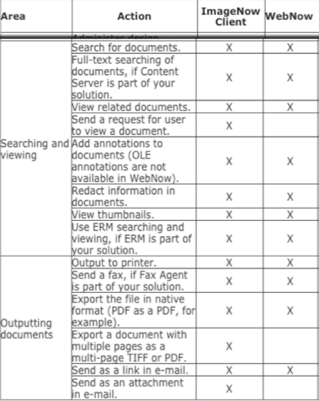 Area Action ImageNow Client WebNow
Search for documents. X X
Full-text searching of
documents, if Content
Server is part of your
solution. X X
View related documents. X X
Send a request for user
to view a document. X
Searching and
viewing
Add annotations to
documents (OLE
annotations are not
available in WebNow). X X
Redact information in
documents. X X
View thumbnails. X X
Use ERM searching and
viewing, if ERM is part of
your solution. X X
Outputting
documents
Output to printer. X X
Send a fax, if Fax Agent
is part of your solution. X X
Export the file in native
format (PDF as a PDF, for
example). X X
Export a document with
multiple pages as a
multi-page TIFF or PDF. X
Send as a link in e-mail. X X
Send as an attachment
in e-mail. X